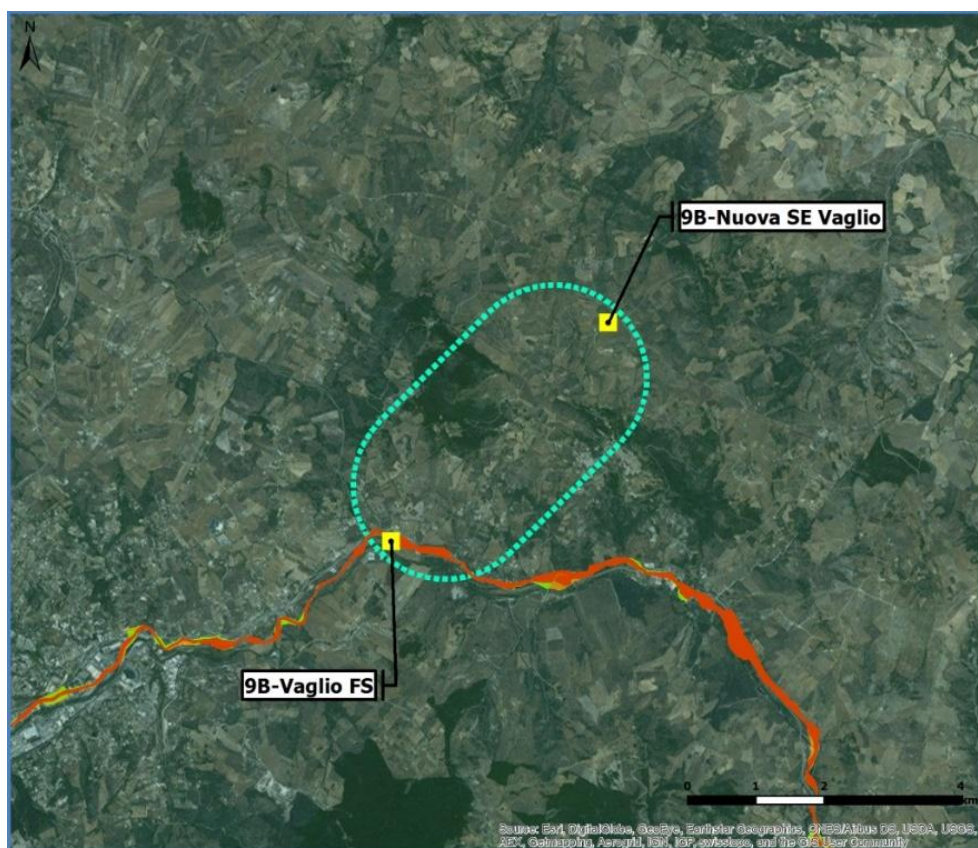 N
9B-Nuova SE Vaglio
9B-Vaglio FS
0 1 2 4
Km
Source: Esri, DigitalGlobe, GeoEye, Earthstar Geographics, CNES/Airbus DS, USDA, USGS,
AEX, Getmapping, Aerogrid, IGN, IGP, swisstopo, and the GIS User Community